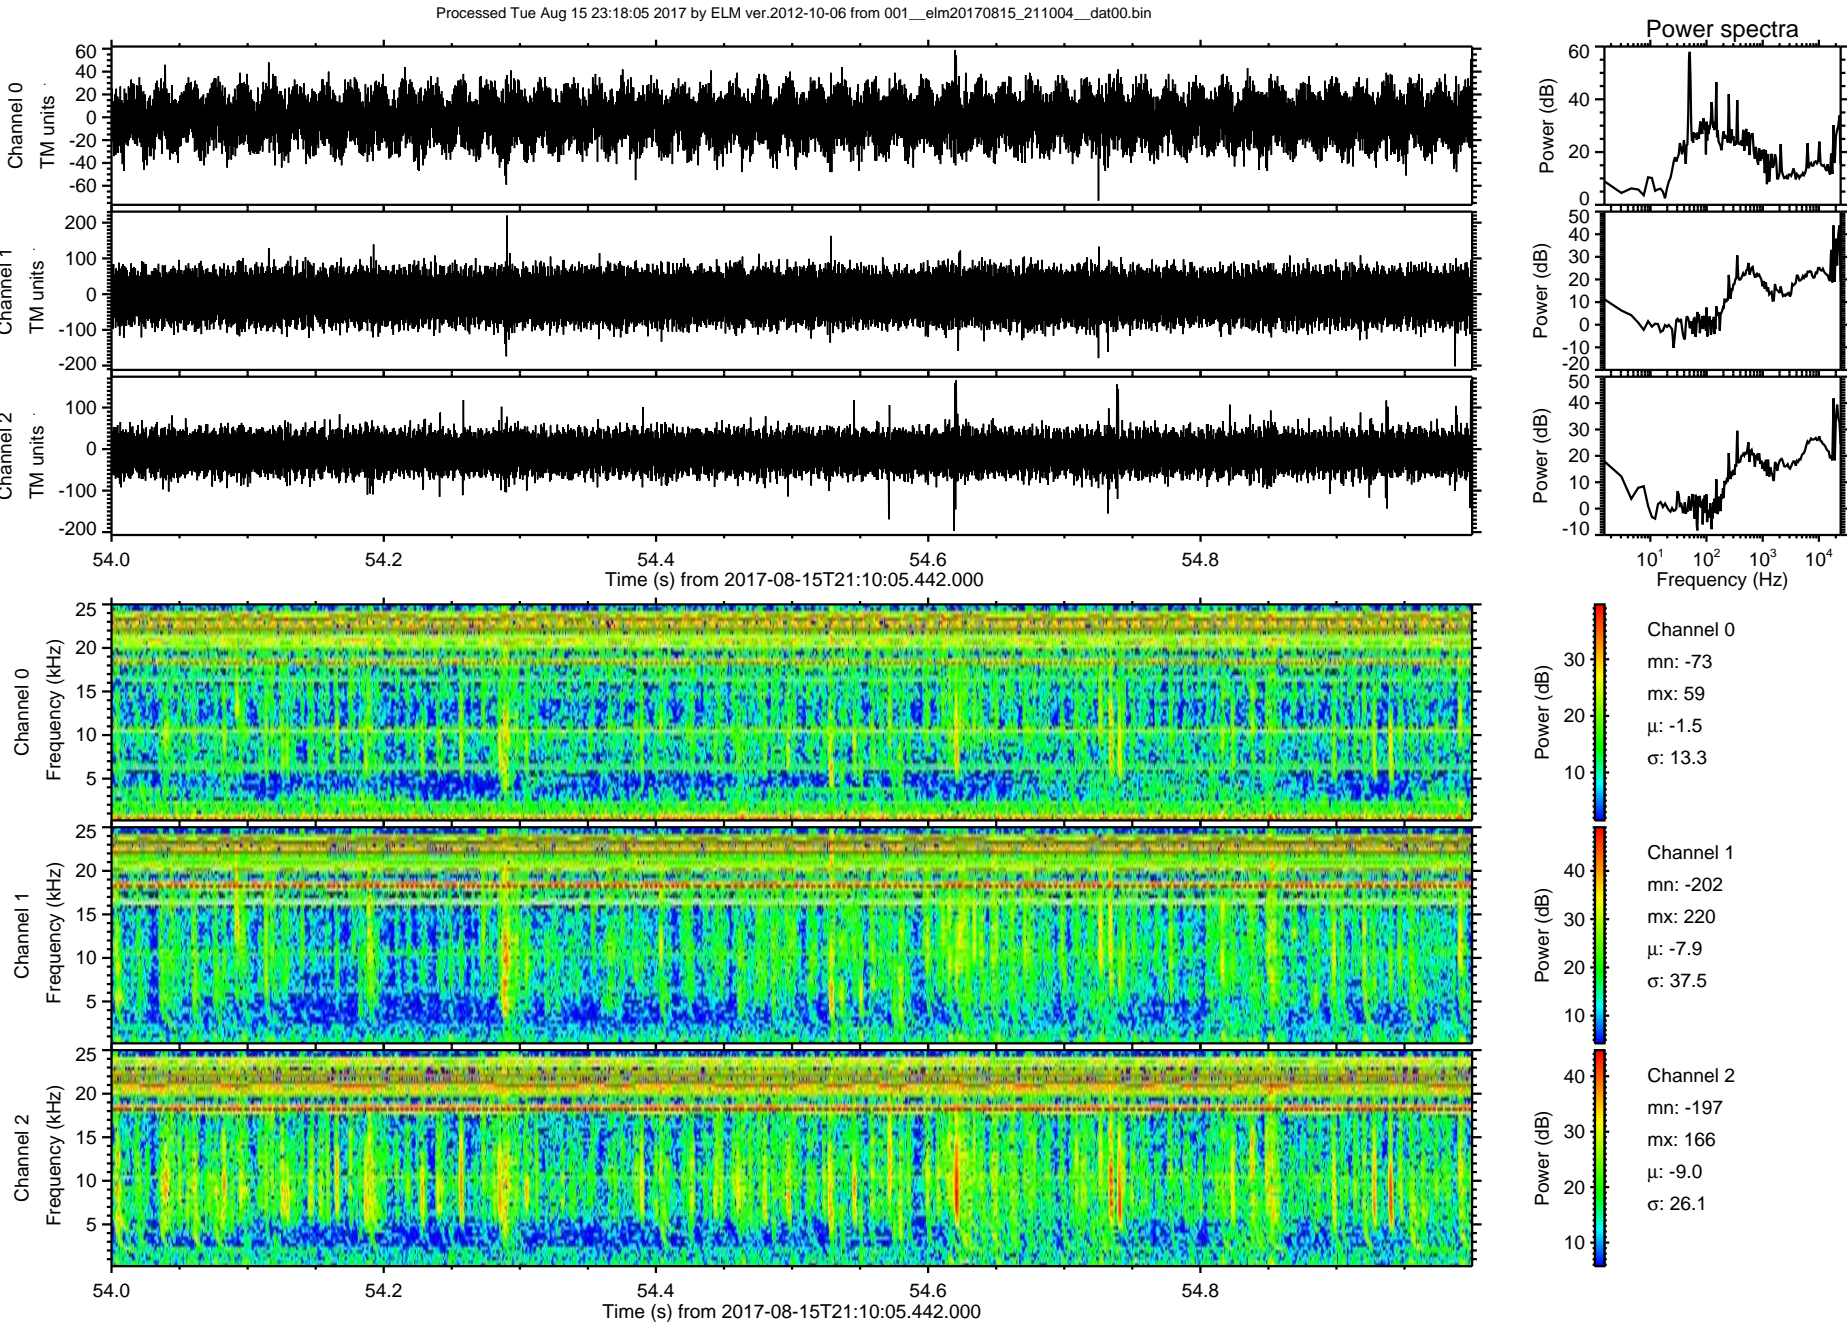 Processed Tue Aug 15 23:18:05 2017 by ELM ver.2012-10-06 from 001__elm20170815_211004__dat00.bin
Power spectra
Channel 0
TM units
60
40
20
0
-20
-40
-60
Power (dB)
60
40
20
0
Channel 1
TM units
200
100
0
-100
-200
Power (dB)
50
40
30
20
10
0
-10
-20
Channel 2
TM units
100
0
-100
-200
Power (dB)
50
40
30
20
10
0
-10
54.0 54.2 54.4 54.6 54.8
Time (s) from 2017-08-15T21:10:05.442.000
10¹ 10² 10³ 10⁴
Frequency (Hz)
Channel 0
Frequency (kHz)
25
20
15
10
5
Power (dB)
30
20
10
Channel 0
mn: -73
mx: 59
μ: -1.5
σ: 13.3
Channel 1
Frequency (kHz)
25
20
15
10
5
Power (dB)
40
30
20
10
Channel 1
mn: -202
mx: 220
μ: -7.9
σ: 37.5
Channel 2
Frequency (kHz)
25
20
15
10
5
Power (dB)
40
30
20
10
Channel 2
mn: -197
mx: 166
μ: -9.0
σ: 26.1
54.0 54.2 54.4 54.6 54.8
Time (s) from 2017-08-15T21:10:05.442.000